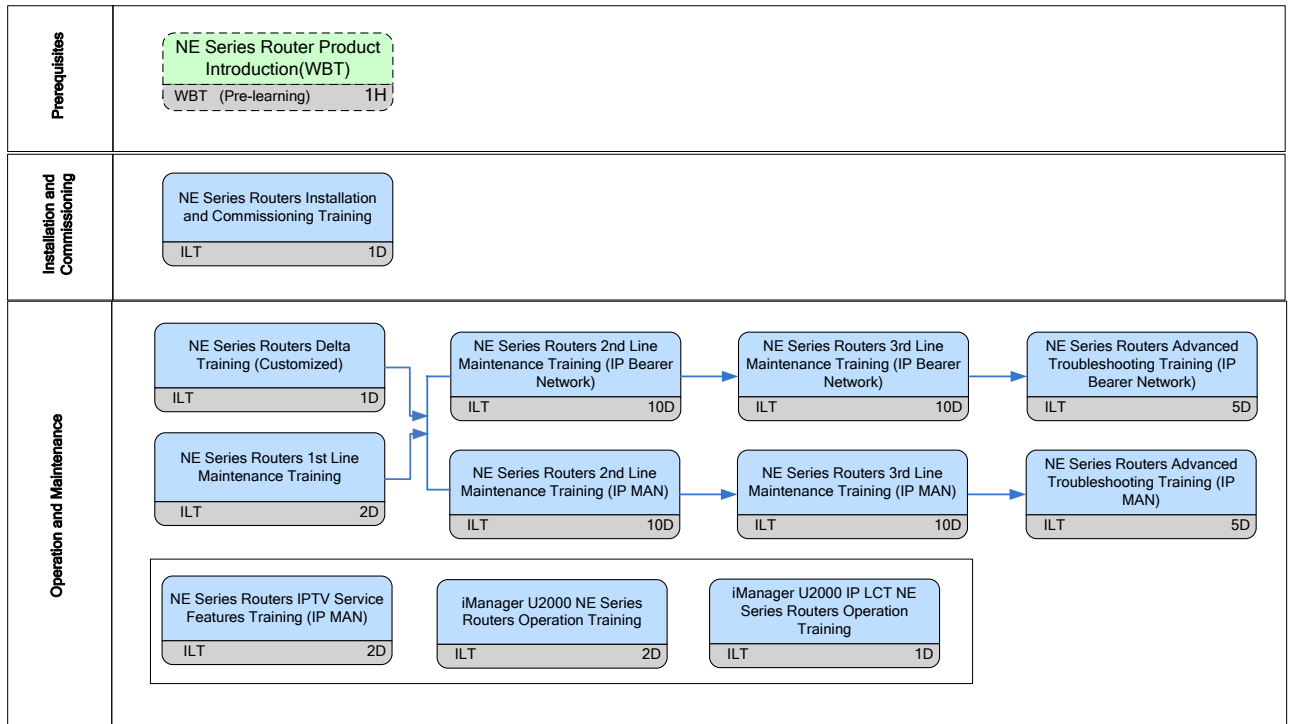 Prerequisites
NE Series Router Product
Introduction(WBT)
WBT (Pre-learning) 1H
Installation and
Commissioning
NE Series Routers Installation
and Commissioning Training
ILT 1D
Operation and Maintenance
NE Series Routers Delta
Training (Customized)
ILT 1D
NE Series Routers 2nd Line
Maintenance Training (IP Bearer
Network)
ILT 10D
NE Series Routers 3rd Line
Maintenance Training (IP Bearer
Network)
ILT 10D
NE Series Routers Advanced
Troubleshooting Training (IP
Bearer Network)
ILT 5D
NE Series Routers 1st Line
Maintenance Training
ILT 2D
NE Series Routers 2nd Line
Maintenance Training (IP MAN)
ILT 10D
NE Series Routers 3rd Line
Maintenance Training (IP MAN)
ILT 10D
NE Series Routers Advanced
Troubleshooting Training (IP
MAN)
ILT 5D
NE Series Routers IPTV Service
Features Training (IP MAN)
ILT 2D
iManager U2000 NE Series
Routers Operation Training
ILT 2D
iManager U2000 IP LCT NE
Series Routers Operation
Training
ILT 1D